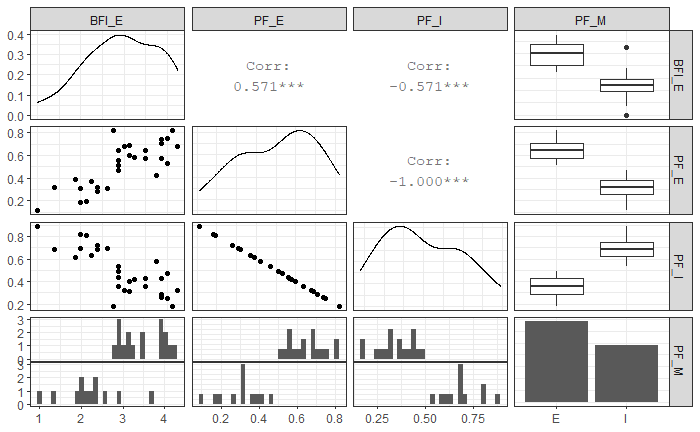 BFI_E PF_E PF_I PF_M
0.4
0.3
0.2
0.1
0.0
Corr:
0.571***
Corr:
-0.571***
BFI_E
0.8
0.6
0.4
0.2
Corr:
-1.000***
PF_E
0.8
0.6
0.4
0.2
PF_I
3
2
1
0
3
2
1
0
PF_M
1 2 3 4 0.2 0.4 0.6 0.8 0.25 0.50 0.75 E I